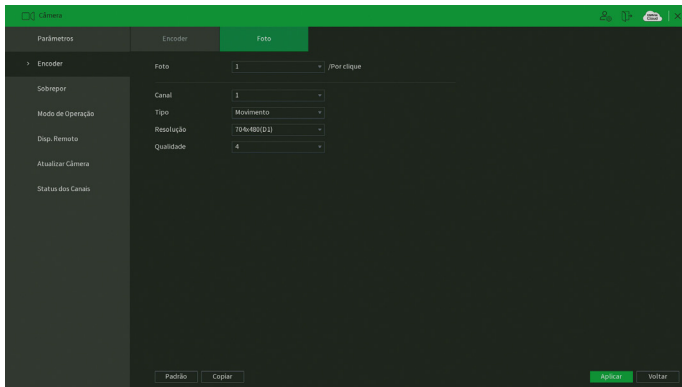 Câmera
Parâmetros
Encoder
Sobrepor
Modo de Operação
Disp. Remoto
Atualizar Câmera
Status dos Canais
Encoder Foto
Foto 1 /Por clique
Canal 1
Tipo Movimento
Resolução 704x480(D1)
Qualidade 4
Padrão Copiar
Aplicar Voltar